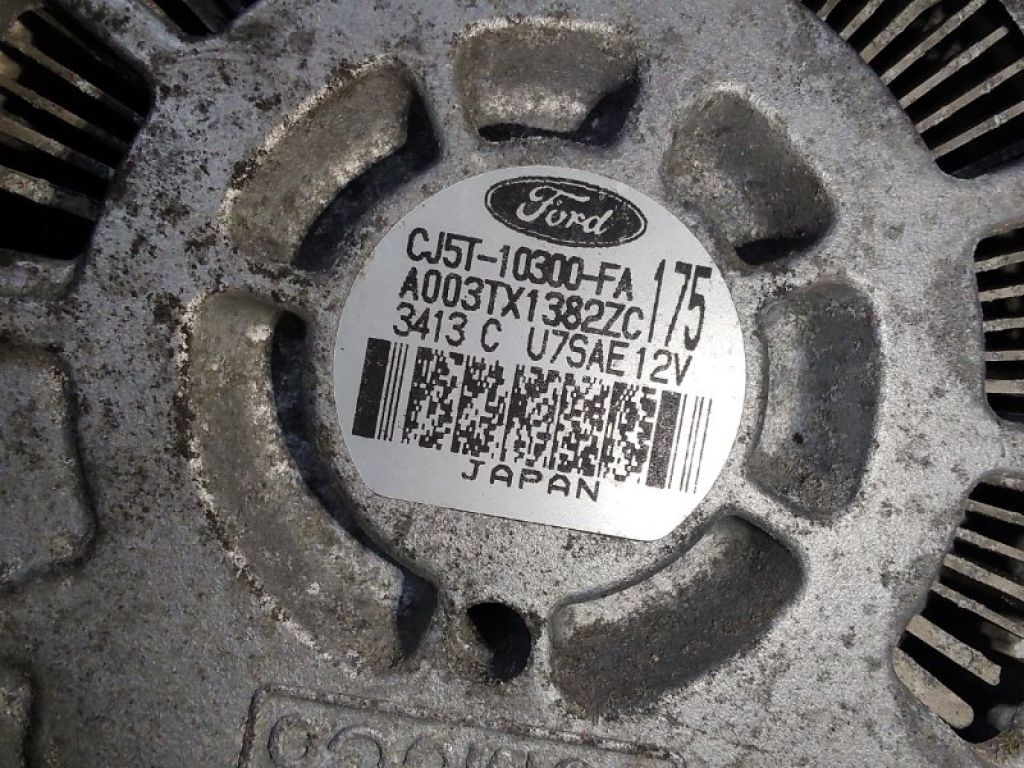 Ford
CJ5T-10300-FA
175
A003TX1382ZC
3413 C U7SAE 12V
JAPAN